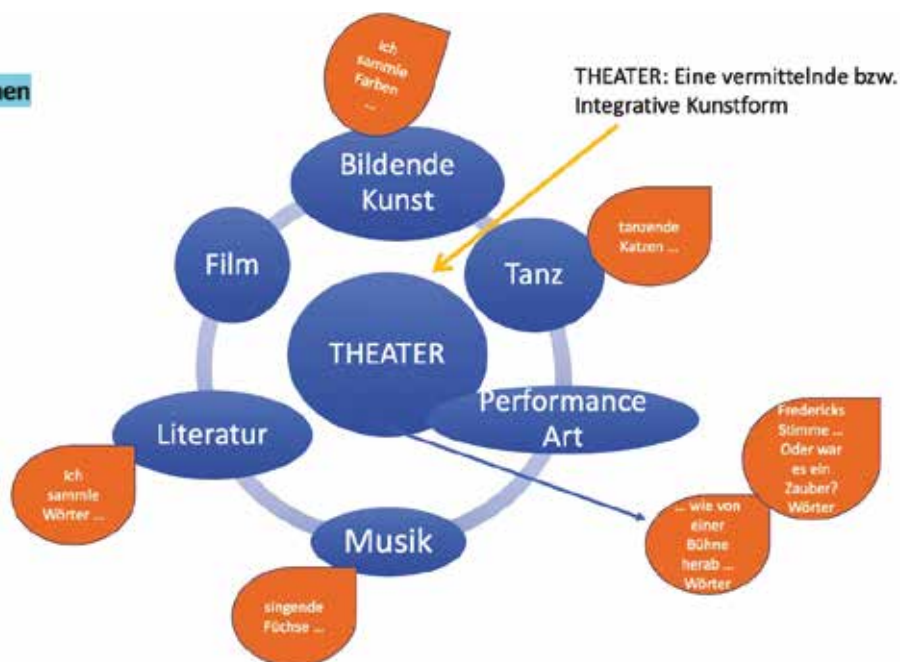 Ich
sammle
Farben
...
THEATER: Eine vermittelnde bzw.
Integrative Kunstform
Bildende
Kunst
tanzende
Katzen ...
Film
Tanz
THEATER
Performance
Art
Literatur
Fredericks
Stimme ...
Oder war
es ein
Zauber?
Wörter
Ich
sammle
Wörter ...
... wie von
einer
Bühne
herab ...
Wörter
Musik
singende
Füchse ...